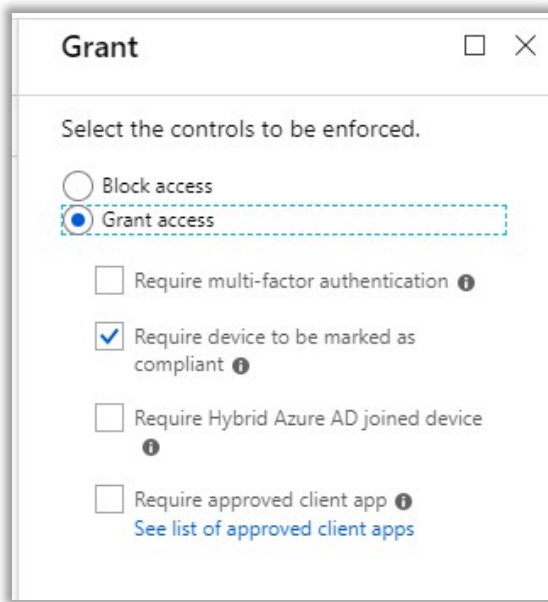 Grant
Select the controls to be enforced.
Block access
Grant access
Require multi-factor authentication
Require device to be marked as
compliant
Require Hybrid Azure AD joined device
Require approved client app
See list of approved client apps